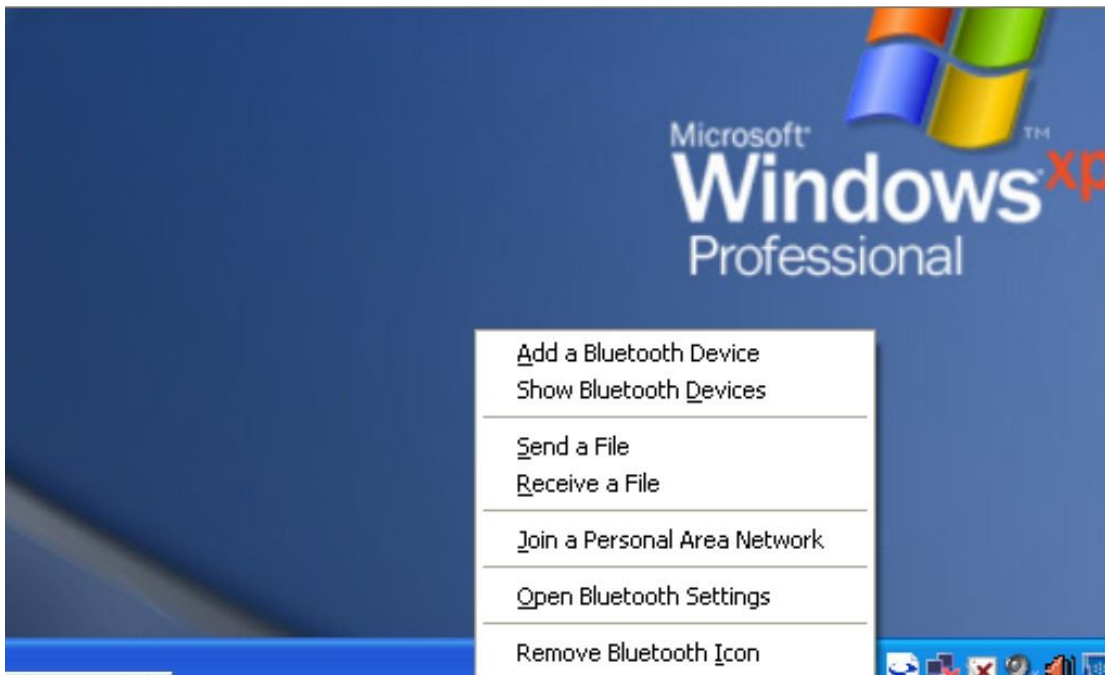 Microsoft®
Windows xp
TM
Professional
Add a Bluetooth Device
Show Bluetooth Devices
Send a File
Receive a File
Join a Personal Area Network
Open Bluetooth Settings
Remove Bluetooth Icon